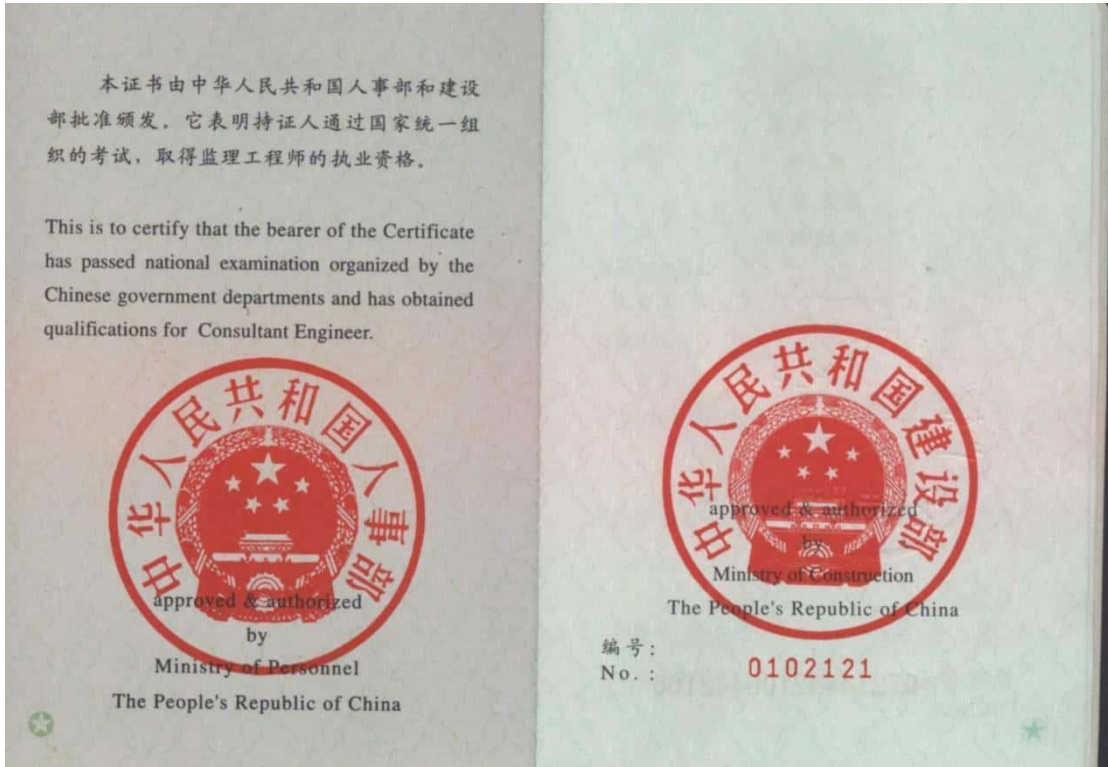 本证书由中华人民共和国人事部和建设
部批准颁发。它表明持证人通过国家统一组
织的考试，取得监理工程师的执业资格。
This is to certify that the bearer of the Certificate
has passed national examination organized by the
Chinese government departments and has obtained
qualifications for Consultant Engineer.
中华人民共和国人事部
approved & authorized
by
Ministry of Personnel
The People's Republic of China
中华人民共和国建设部
approved & authorized
by
Ministry of Construction
The People's Republic of China
编号：
No. : 0102121